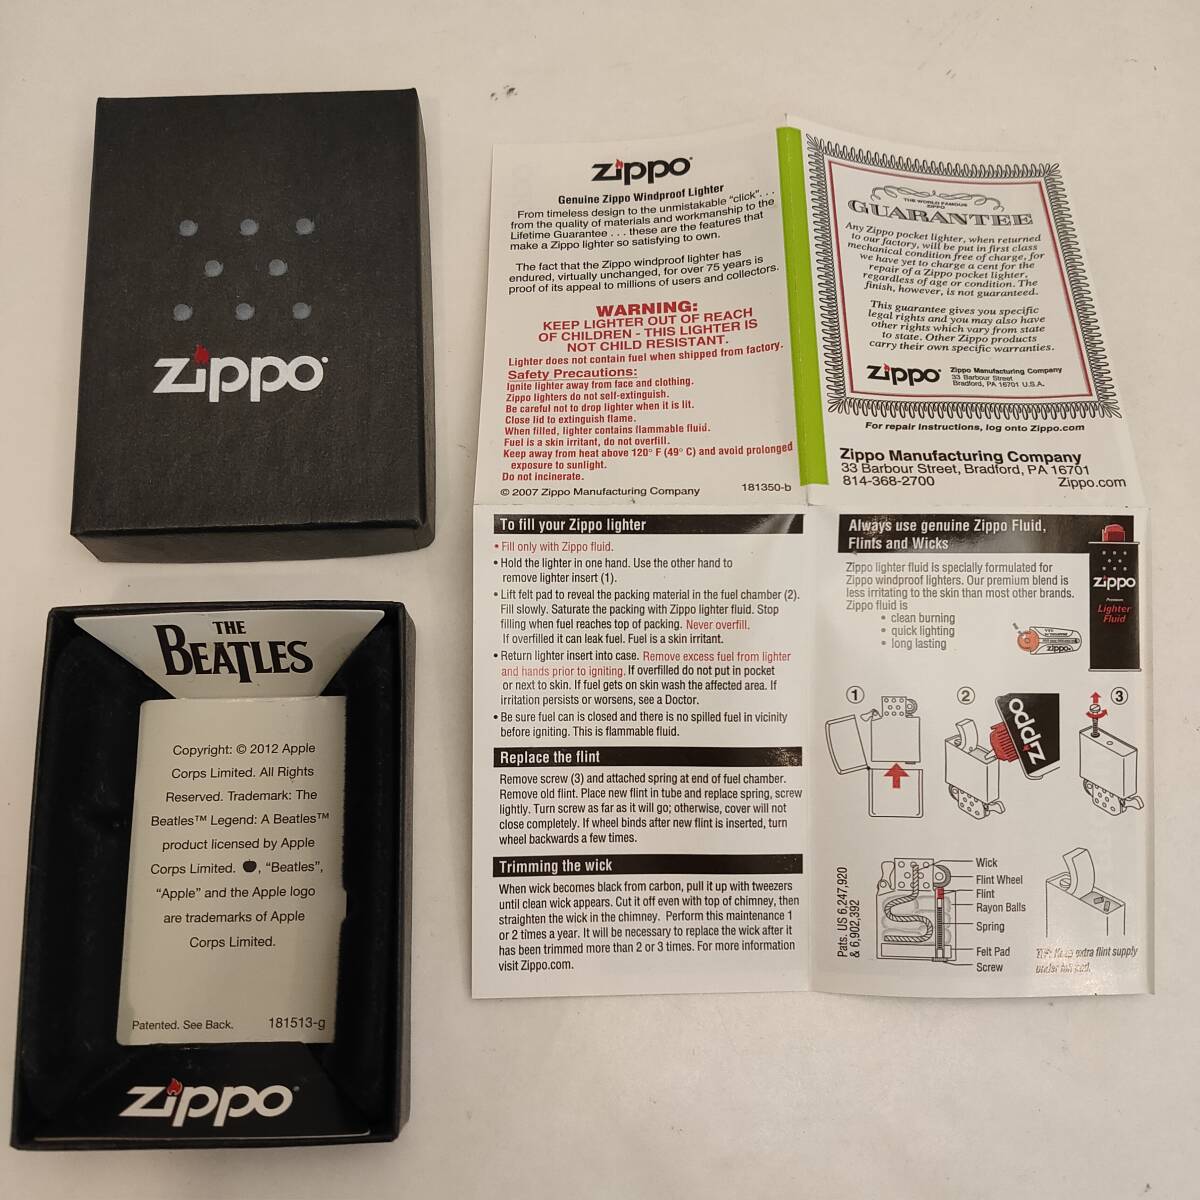 zippo
THE
BEATLES
Copyright: © 2012 Apple
Corps Limited. All Rights
Reserved. Trademark: The
Beatles™ Legend: A Beatles™
product licensed by Apple
Corps Limited. , “Beatles”,
“Apple” and the Apple logo
are trademarks of Apple
Corps Limited.
Patented. See Back. 181513-g
zippo
zippo
Genuine Zippo Windproof Lighter
From timeless design to the unmistakable “click”. . .
from the quality of materials and workmanship to the
Lifetime Guarantee . . . these are the features that
make a Zippo lighter so satisfying to own.
The fact that the Zippo windproof lighter has
endured, virtually unchanged, for over 75 years is
proof of its appeal to millions of users and collectors.
WARNING:
KEEP LIGHTER OUT OF REACH
OF CHILDREN - THIS LIGHTER IS
NOT CHILD RESISTANT.
Lighter does not contain fuel when shipped from factory.
Safety Precautions:
Ignite lighter away from face and clothing.
Zippo lighters do not self-extinguish.
Be careful not to drop lighter when it is lit.
Close lid to extinguish flame.
When filled, lighter contains flammable fluid.
Fuel is a skin irritant, do not overfill.
Keep away from heat above 120° F (49° C) and avoid prolonged
exposure to sunlight.
Do not incinerate.
© 2007 Zippo Manufacturing Company 181350-b
THE WORLD FAMOUS
ZIPPO
GUARANTEE
Any Zippo pocket lighter, when returned
to our factory, will be put in first class
mechanical condition free of charge, for
we have yet to charge a cent for the
repair of a Zippo pocket lighter,
regardless of age or condition. The
finish, however, is not guaranteed.
This guarantee gives you specific
legal rights and you may also have
other rights which vary from state
to state. Other Zippo products
carry their own specific warranties.
zippo
Zippo Manufacturing Company
33 Barbour Street
Bradford, PA 16701 U.S.A.
For repair instructions, log onto Zippo.com
Zippo Manufacturing Company
33 Barbour Street, Bradford, PA 16701
814-368-2700 Zippo.com
To fill your Zippo lighter
• Fill only with Zippo fluid.
• Hold the lighter in one hand. Use the other hand to
remove lighter insert (1).
• Lift felt pad to reveal the packing material in the fuel chamber (2).
Fill slowly. Saturate the packing with Zippo lighter fluid. Stop
filling when fuel reaches top of packing. Never overfill.
If overfilled it can leak fuel. Fuel is a skin irritant.
• Return lighter insert into case. Remove excess fuel from lighter
and hands prior to igniting. If overfilled do not put in pocket
or next to skin. If fuel gets on skin wash the affected area. If
irritation persists or worsens, see a Doctor.
• Be sure fuel can is closed and there is no spilled fuel in vicinity
before igniting. This is flammable fluid.
Replace the flint
Remove screw (3) and attached spring at end of fuel chamber.
Remove old flint. Place new flint in tube and replace spring, screw
lightly. Turn screw as far as it will go; otherwise, cover will not
close completely. If wheel binds after new flint is inserted, turn
wheel backwards a few times.
Trimming the wick
When wick becomes black from carbon, pull it up with tweezers
until clean wick appears. Cut it off even with top of chimney, then
straighten the wick in the chimney. Perform this maintenance 1
or 2 times a year. It will be necessary to replace the wick after it
has been trimmed more than 2 or 3 times. For more information
visit Zippo.com.
Always use genuine Zippo Fluid,
Flints and Wicks
Zippo lighter fluid is specially formulated for
Zippo windproof lighters. Our premium blend is
less irritating to the skin than most other brands.
Zippo fluid is
• clean burning
• quick lighting
• long lasting
zippo
Premium
Lighter
Fluid
zippo
1
2
3
zippo
Pats. US 6,247,920
& 6,902,392
Wick
Flint Wheel
Flint
Rayon Balls
Spring
Felt Pad
Screw
extra flint supply